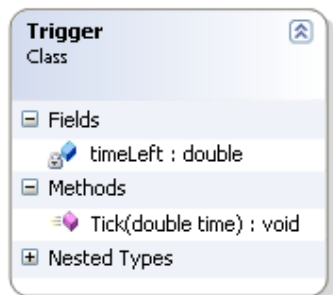 Trigger
Class
Fields
timeLeft : double
Methods
Tick(double time) : void
Nested Types